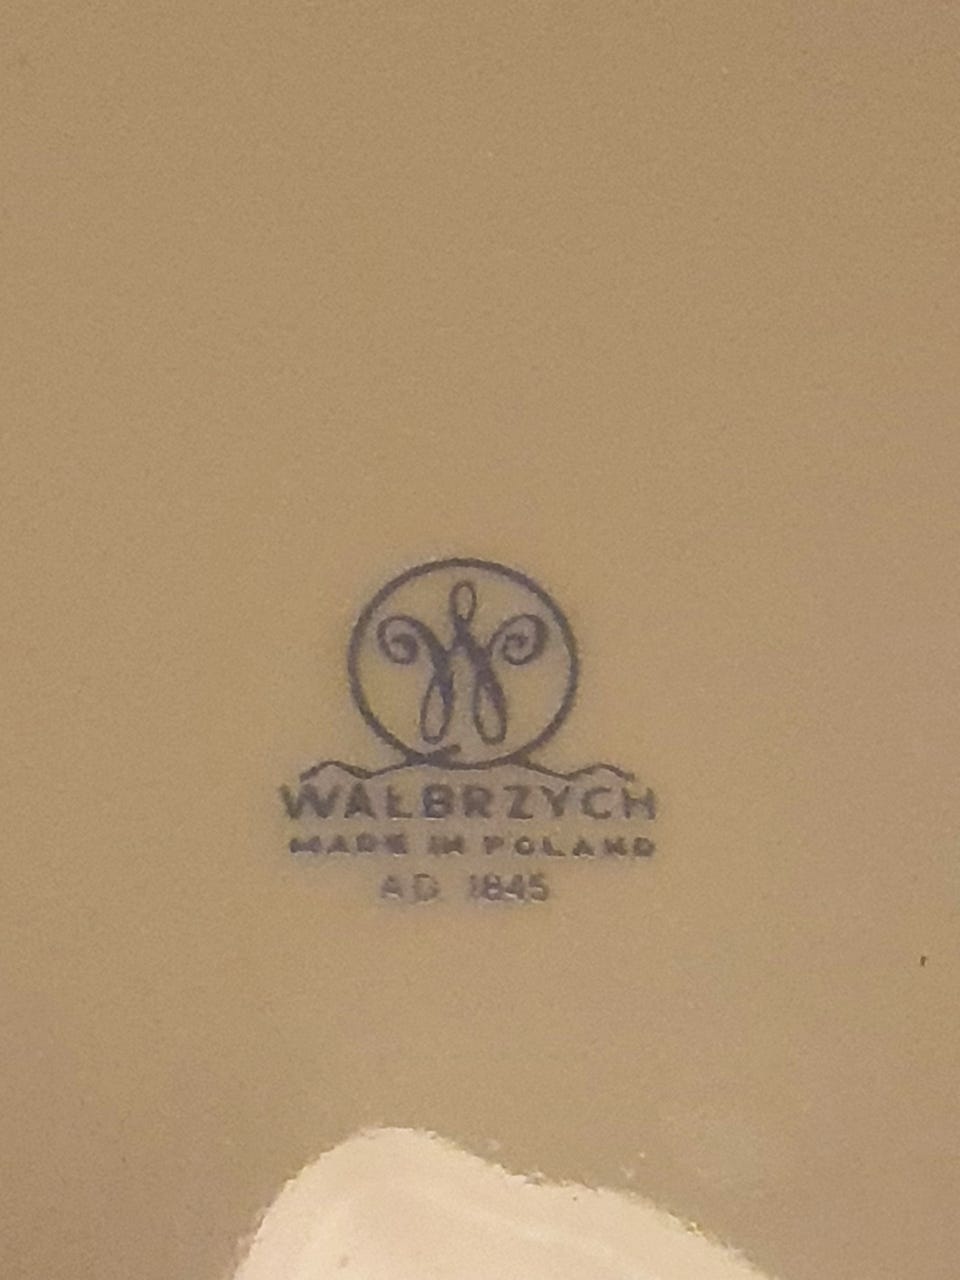 W
WAŁBRZYCH
MADE IN POLAND
AD 1845